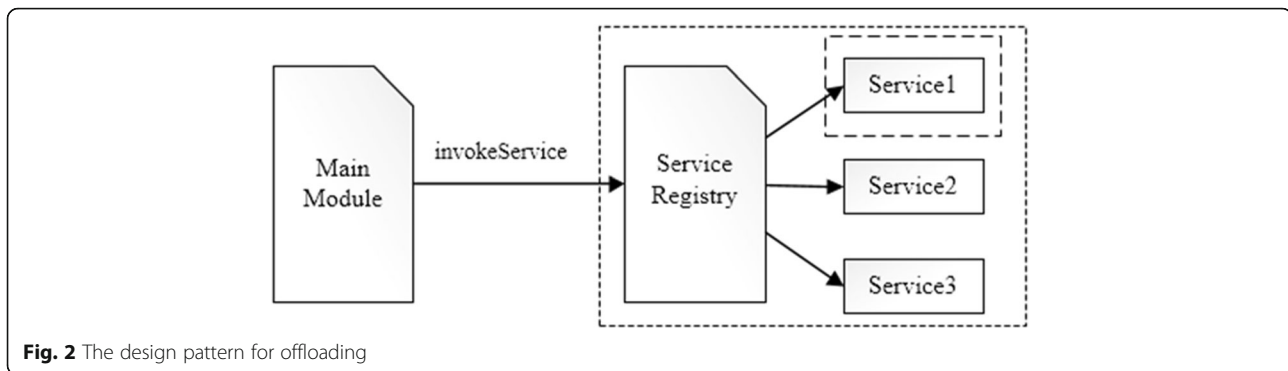 Main
Module
invokeService
Service
Registry
Service1
Service2
Service3
Fig. 2 The design pattern for offloading